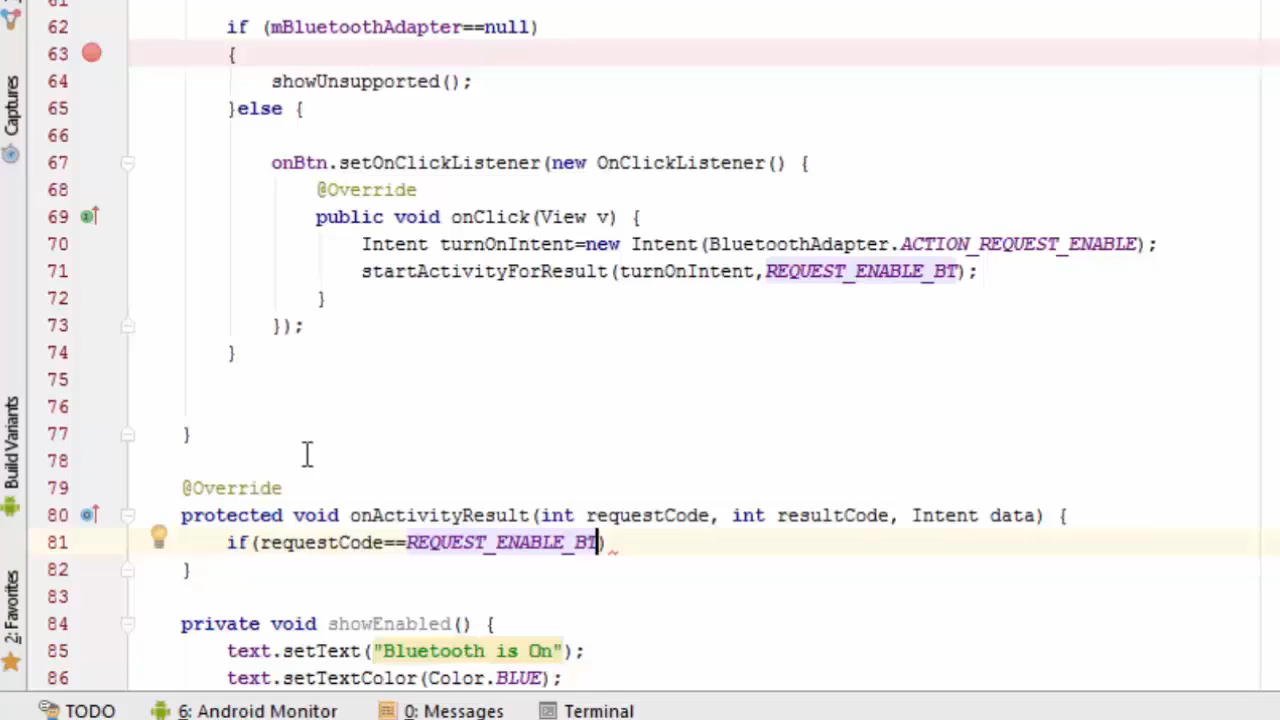 61
62 if (mBluetoothAdapter==null)
63 {
64 showUnsupported();
65 }else {
66
67 onBtn.setOnClickListener(new OnClickListener() {
68 @Override
69 public void onClick(View v) {
70 Intent turnOnIntent=new Intent(BluetoothAdapter.ACTION_REQUEST_ENABLE);
71 startActivityForResult(turnOnIntent,REQUEST_ENABLE_BT);
72 }
73 });
74 }
75
76
77 }
78
79 @Override
80 protected void onActivityResult(int requestCode, int resultCode, Intent data) {
81 if(requestCode==REQUEST_ENABLE_BT)
82 }
83
84 private void showEnabled() {
85 text.setText("Bluetooth is On");
86 text.setTextColor(Color.BLUE);
Captures
Build Variants
2: Favorites
TODO 6: Android Monitor 0: Messages Terminal